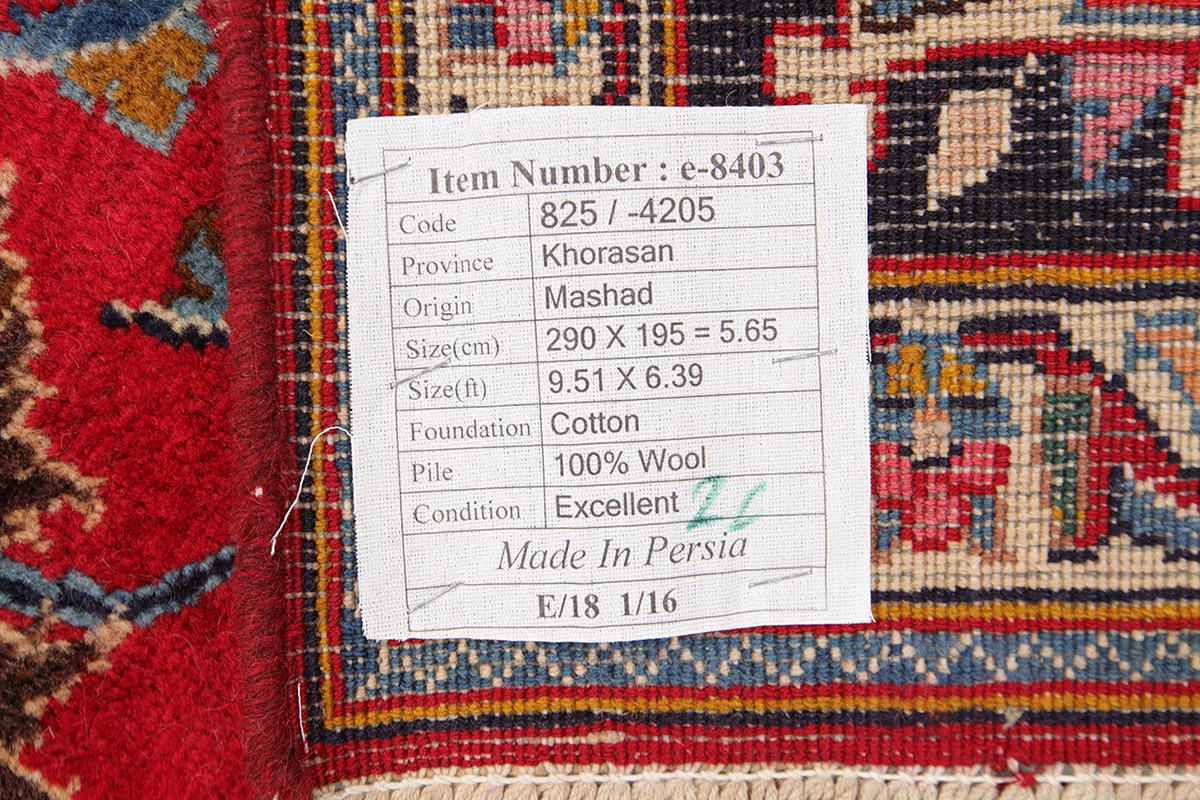 Item Number : e-8403
Code 825 / -4205
Province Khorasan
Origin Mashad
Size(cm) 290 X 195 = 5.65
Size(ft) 9.51 X 6.39
Foundation Cotton
Pile 100% Wool
Condition Excellent
Made In Persia
E/18 1/16